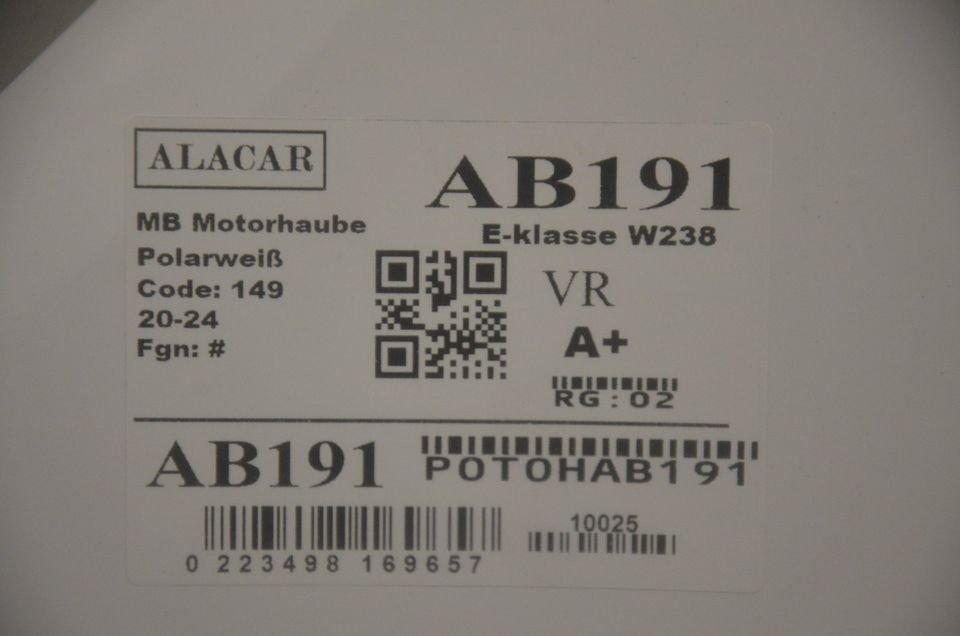 ALACAR
AB191
MB Motorhaube
E-klasse W238
Polarweiß
Code: 149
VR
20-24
A+
Fgn: #
RG:02
AB191
POTOHAB191
10025
0 223498 169657